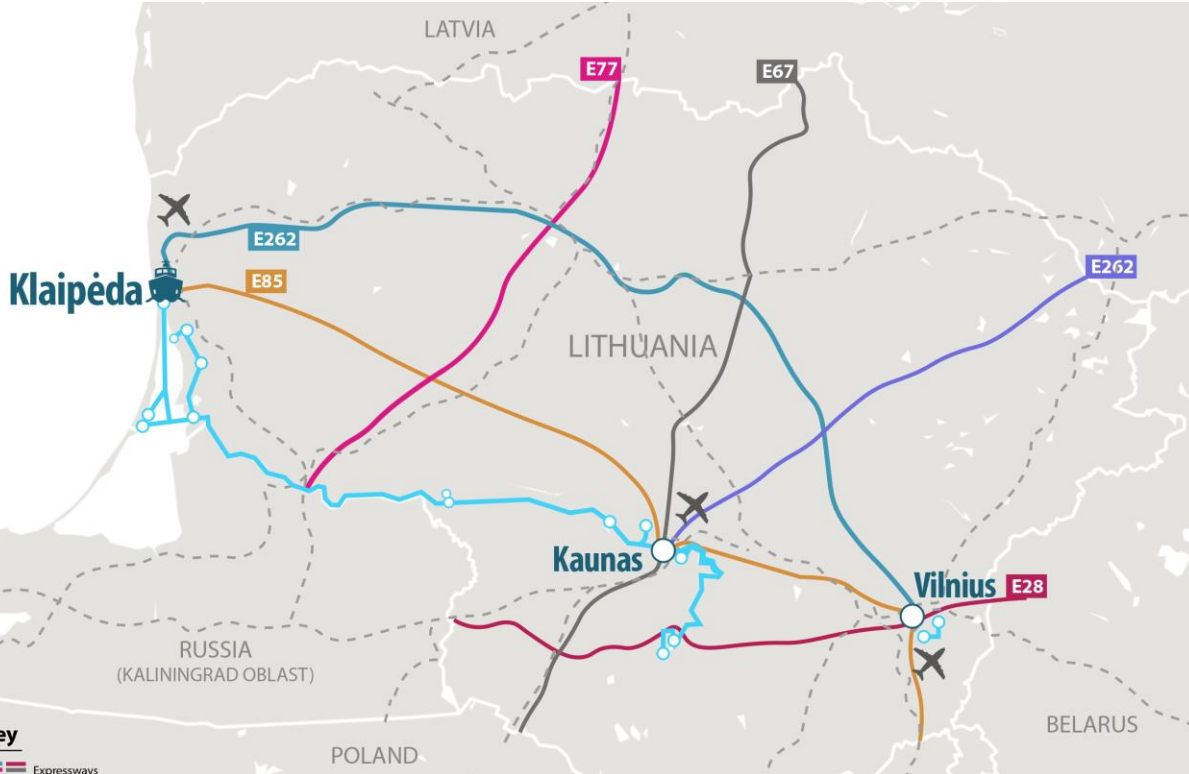 LATVIA
E77
E67
E262
E262
E85
Klaipėda
LITHUANIA
Kaunas
Vilnius
E28
RUSSIA
(KALININGRAD OBLAST)
BELARUS
POLAND
ey
Expressways